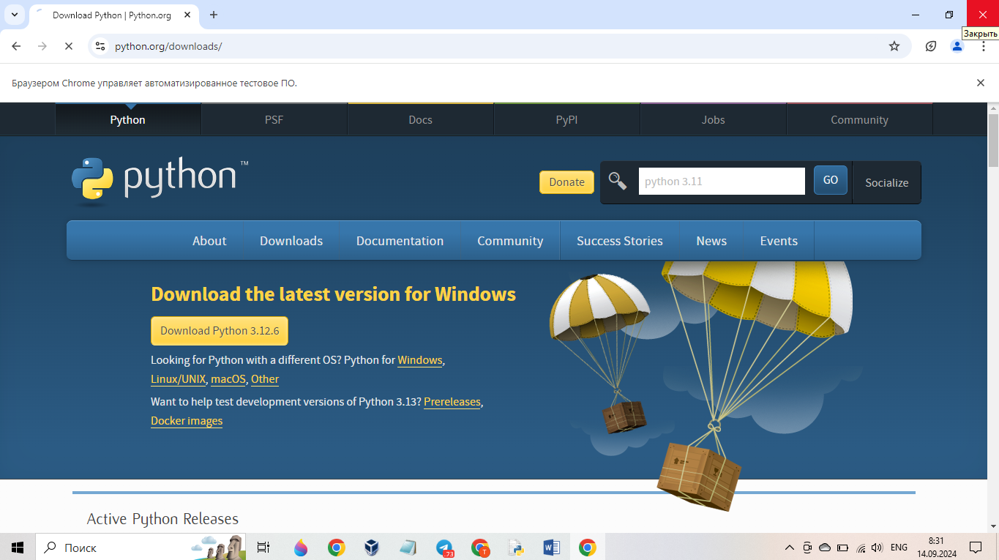 Download Python | Python.org
Закрыть
python.org/downloads/
Браузером Chrome управляет автоматизированное тестовое ПО.
Python PSF Docs PyPI Jobs Community
python™
Donate python 3.11 GO Socialize
About Downloads Documentation Community Success Stories News Events
Download the latest version for Windows
Download Python 3.12.6
Looking for Python with a different OS? Python for Windows,
Linux/UNIX, macOS, Other
Want to help test development versions of Python 3.13? Prereleases,
Docker images
Active Python Releases
Поиск
.73
T
W
ENG
8:31
14.09.2024